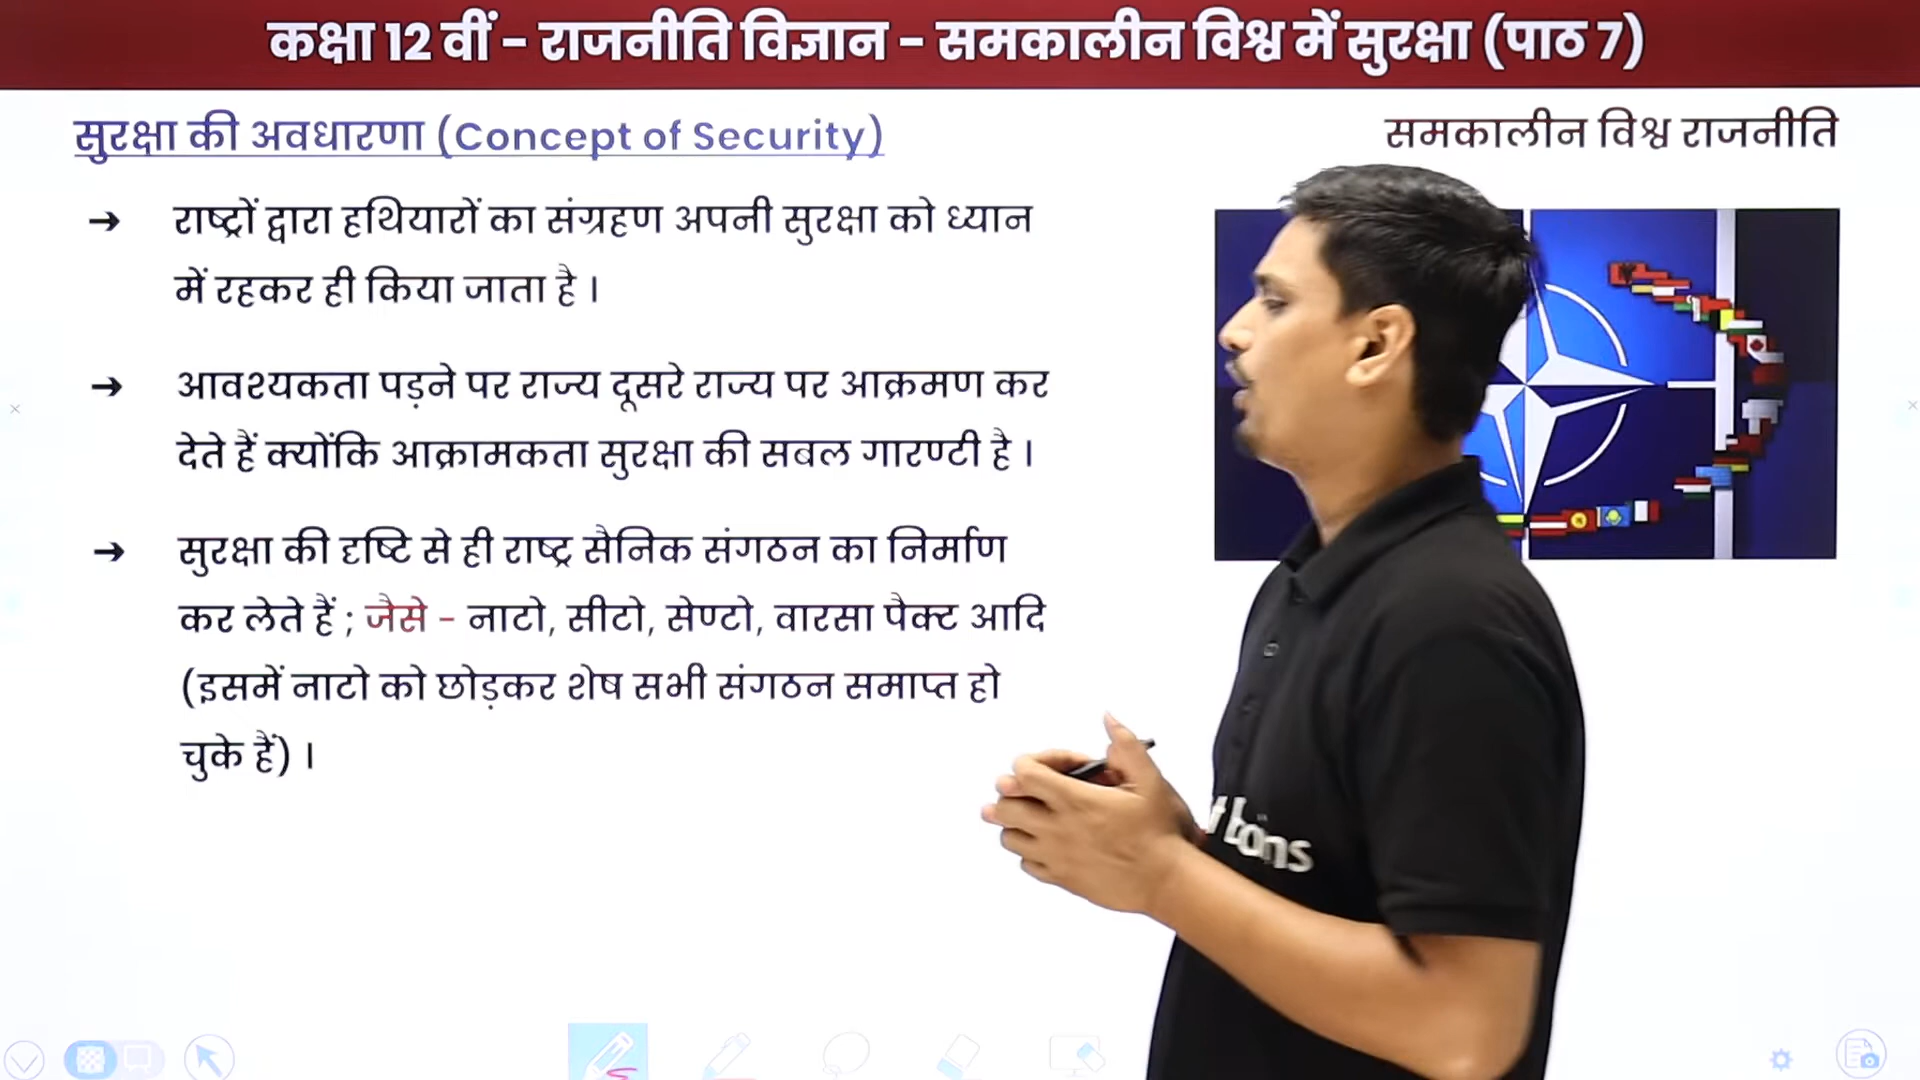 कक्षा 12 वीं - राजनीति विज्ञान - समकालीन विश्व में सुरक्षा (पाठ 7)
सुरक्षा की अवधारणा (Concept of Security)
समकालीन विश्व राजनीति
→ राष्ट्रों द्वारा हथियारों का संग्रहण अपनी सुरक्षा को ध्यान
में रहकर ही किया जाता है ।
→ आवश्यकता पड़ने पर राज्य दूसरे राज्य पर आक्रमण कर
देते हैं क्योंकि आक्रामकता सुरक्षा की सबल गारण्टी है ।
→ सुरक्षा की दृष्टि से ही राष्ट्र सैनिक संगठन का निर्माण
कर लेते हैं ; जैसे - नाटो, सीटो, सेण्टो, वारसा पैक्ट आदि
(इसमें नाटो को छोड़कर शेष सभी संगठन समाप्त हो
चुके हैं) ।